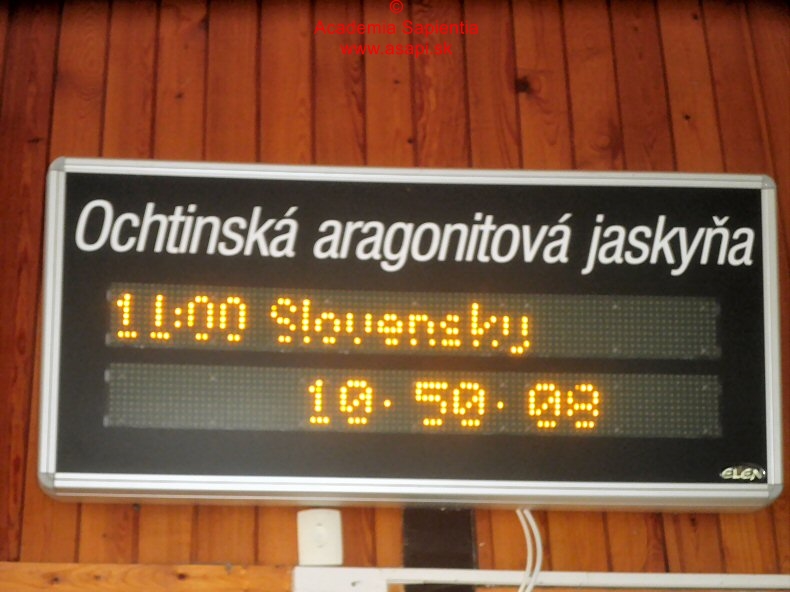 ©
Academia Sapientia
www.asapi.sk
Ochtinská aragonitová jaskyňa
11:00 Slovensky
10·50·08
ELEN